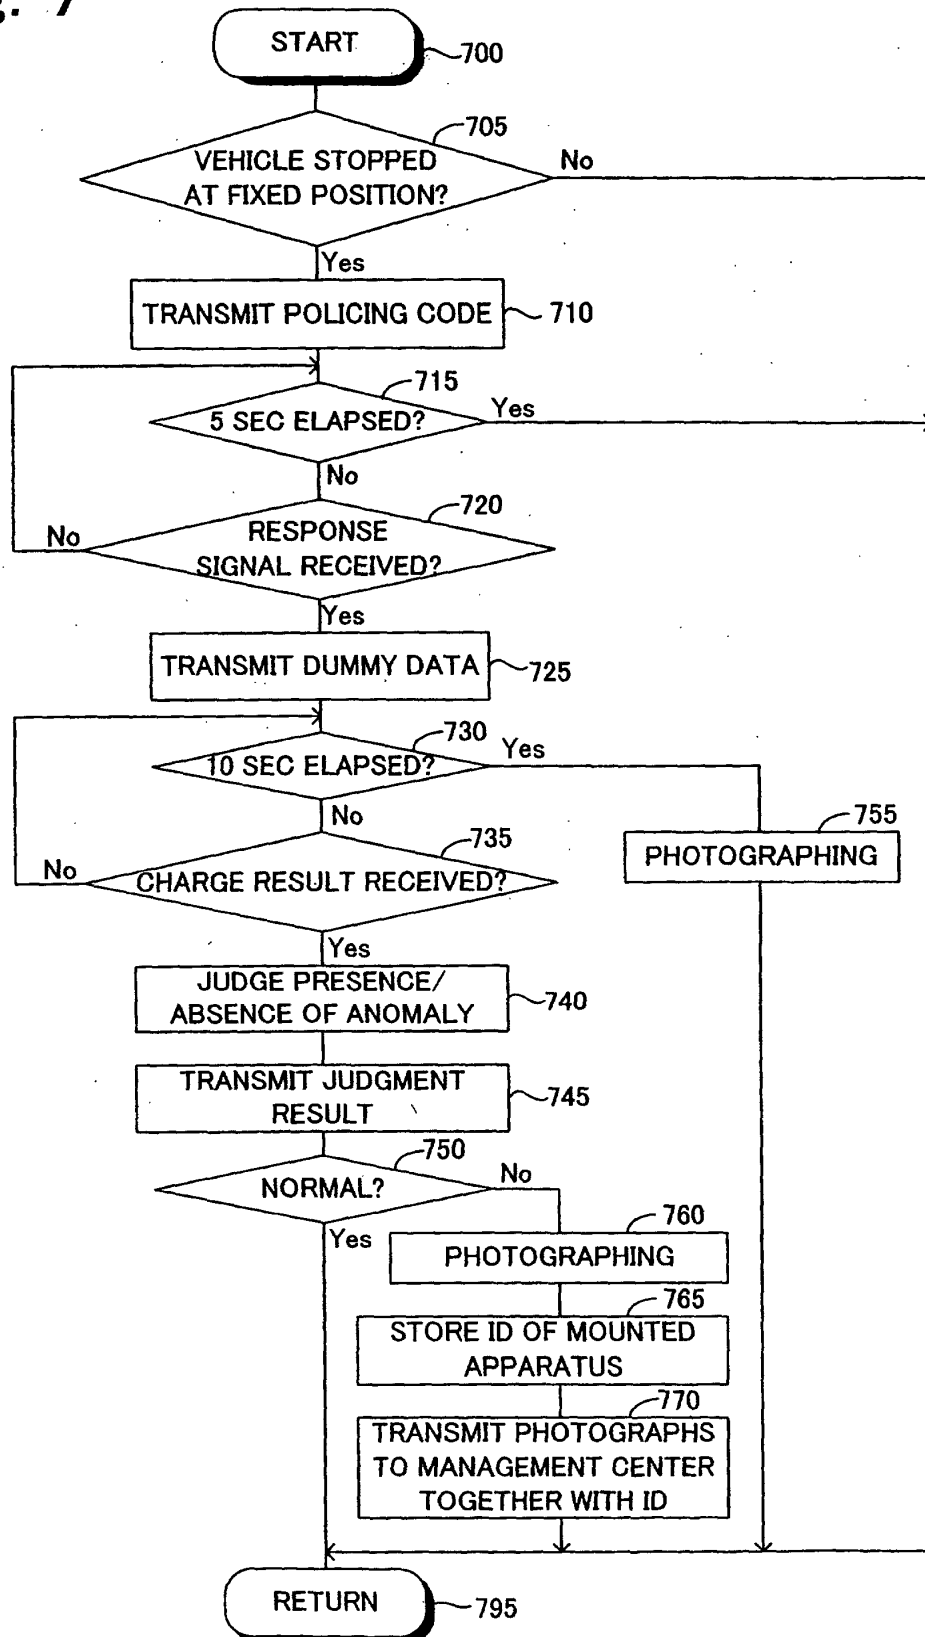 g. 7
START
700
705
VEHICLE STOPPED
AT FIXED POSITION?
No
Yes
TRANSMIT POLICING CODE
710
715
5 SEC ELAPSED?
Yes
No
720
RESPONSE
SIGNAL RECEIVED?
No
Yes
TRANSMIT DUMMY DATA
725
730
10 SEC ELAPSED?
Yes
No
755
PHOTOGRAPHING
735
CHARGE RESULT RECEIVED?
No
Yes
JUDGE PRESENCE/
ABSENCE OF ANOMALY
740
TRANSMIT JUDGMENT
RESULT
745
750
NORMAL?
No
Yes
760
PHOTOGRAPHING
765
STORE ID OF MOUNTED
APPARATUS
770
TRANSMIT PHOTOGRAPHS
TO MANAGEMENT CENTER
TOGETHER WITH ID
RETURN
795